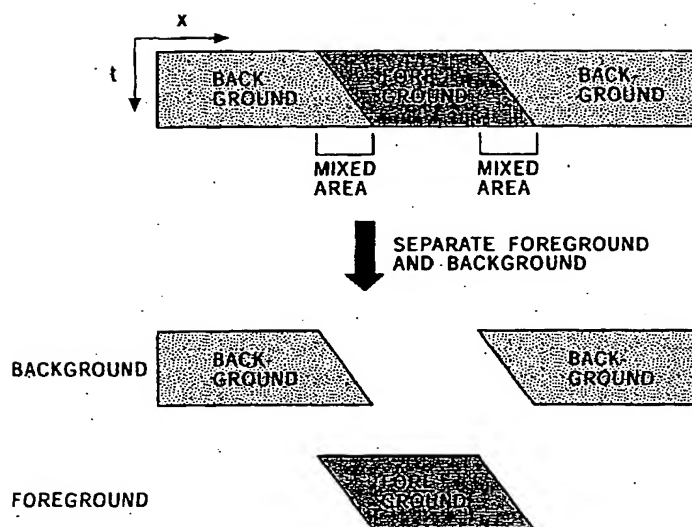 x
t
BACK
GROUND
FORE-
GROUND
BACK-
GROUND
MIXED
AREA
MIXED
AREA
SEPARATE FOREGROUND
AND BACKGROUND
BACKGROUND
BACK-
GROUND
BACK-
GROUND
FOREGROUND
FORE
GROUND